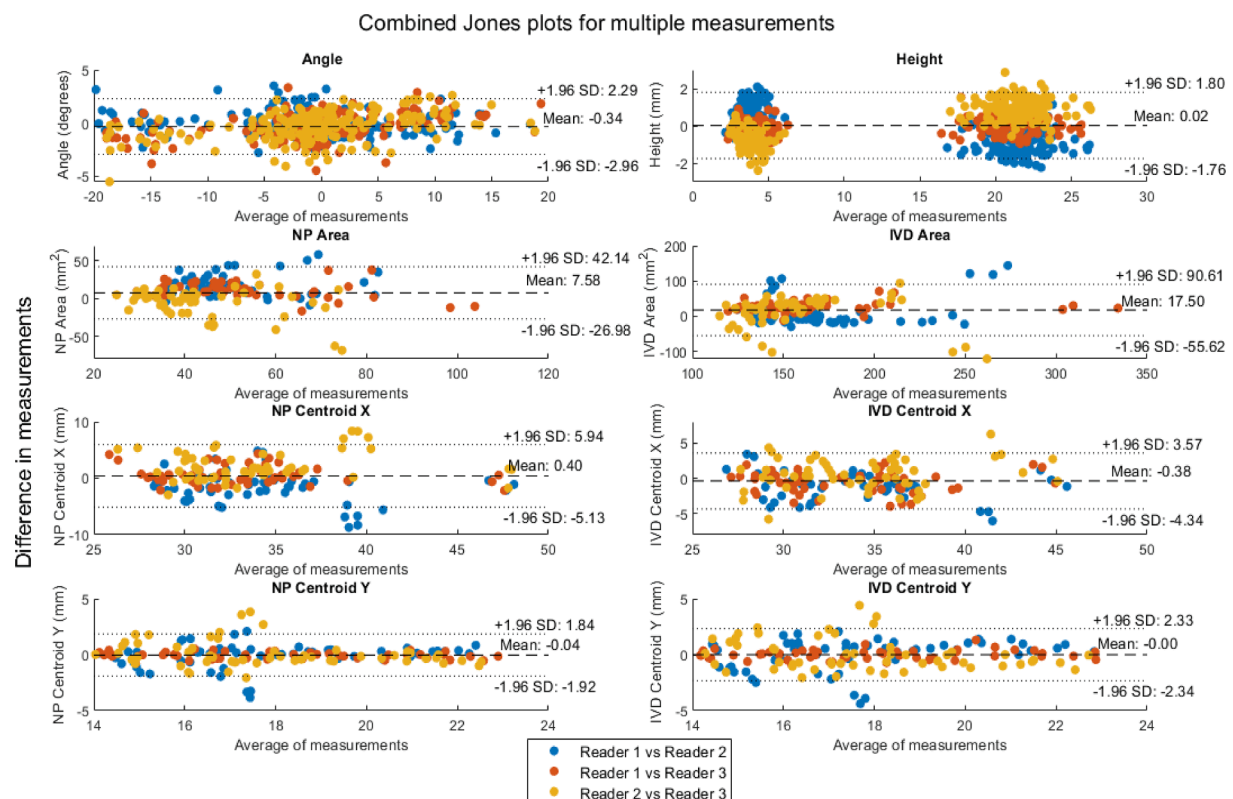 Combined Jones plots for multiple measurements
Difference in measurements
Angle
Angle (degrees)
5
0
-5
-20 -15 -10 -5 0 5 10 15 20
+1.96 SD: 2.29
Mean: -0.34
-1.96 SD: -2.96
Average of measurements
Height
Height (mm)
2
0
-2
0 5 10 15 20 25 30
+1.96 SD: 1.80
Mean: 0.02
-1.96 SD: -1.76
Average of measurements
NP Area
NP Area (mm2)
50
0
-50
20 40 60 80 100 120
+1.96 SD: 42.14
Mean: 7.58
-1.96 SD: -26.98
Average of measurements
IVD Area
IVD Area (mm2)
200
100
0
-100
100 150 200 250 300 350
+1.96 SD: 90.61
Mean: 17.50
-1.96 SD: -55.62
Average of measurements
NP Centroid X
NP Centroid X (mm)
10
0
-10
25 30 35 40 45 50
+1.96 SD: 5.94
Mean: 0.40
-1.96 SD: -5.13
Average of measurements
IVD Centroid X
IVD Centroid X (mm)
5
0
-5
25 30 35 40 45 50
+1.96 SD: 3.57
Mean: -0.38
-1.96 SD: -4.34
Average of measurements
NP Centroid Y
NP Centroid Y (mm)
5
0
-5
14 16 18 20 22 24
+1.96 SD: 1.84
Mean: -0.04
-1.96 SD: -1.92
Average of measurements
IVD Centroid Y
IVD Centroid Y (mm)
5
0
-5
14 16 18 20 22 24
+1.96 SD: 2.33
Mean: -0.00
-1.96 SD: -2.34
Average of measurements
Reader 1 vs Reader 2
Reader 1 vs Reader 3
Reader 2 vs Reader 3